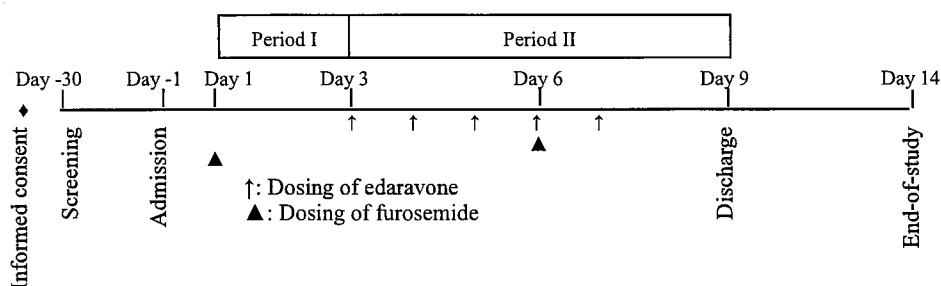 Period I Period II
Day -30 Day -1 Day 1 Day 3 Day 6 Day 9 Day 14
Informed consent
Screening
Admission
Discharge
End-of-study
↑: Dosing of edaravone
▲: Dosing of furosemide